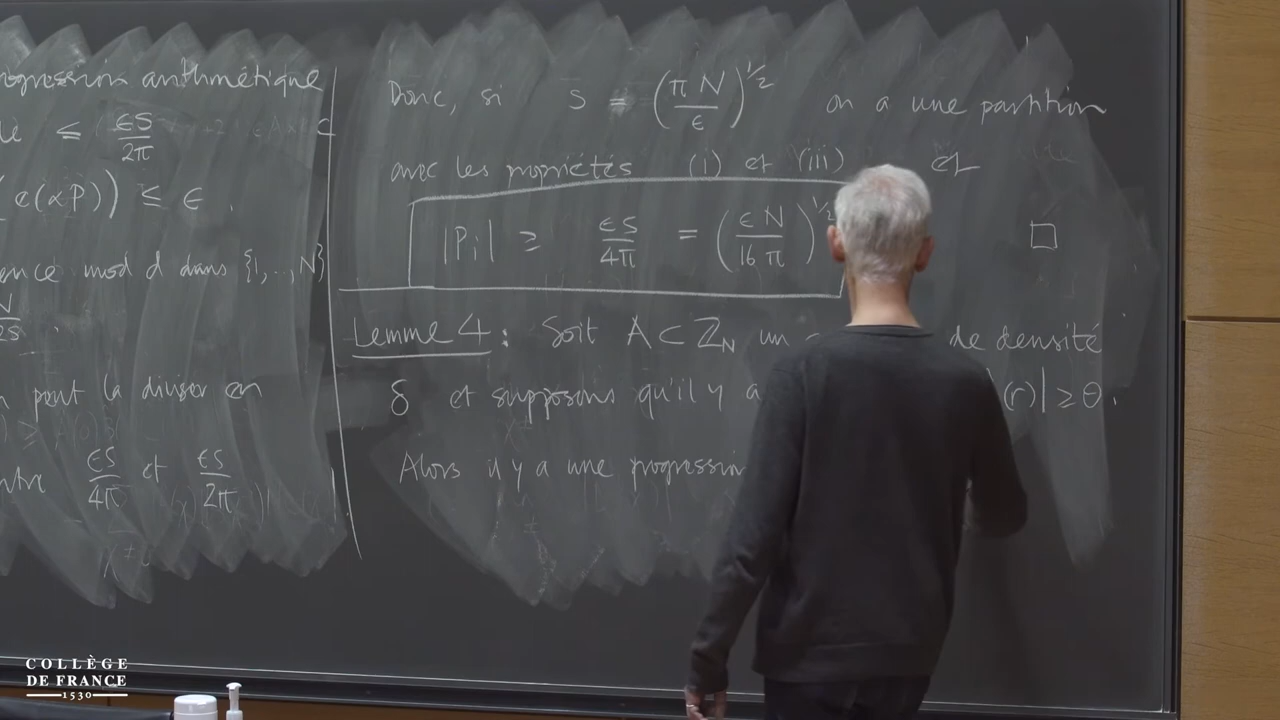 ogression arithmétique
≤ εS/2π
e(αP)) ≤ ε.
ence mod d dans {1,..,N}
N/2s.
peut la diviser en
ntre εS/4π et εS/2π
Donc, si S = (πN/ε)^{1/2} on a une partition
avec les propriétés (i) et (iii) et
|Pi| ≥ εS/4π = (εN/16π)^{1/2} □
Lemme 4 : Soit A ⊂ Z_N un de densité
δ et supposons qu'il y a (r)| ≥ θ.
Alors il y a une progression
COLLÈGE
DE FRANCE
1530